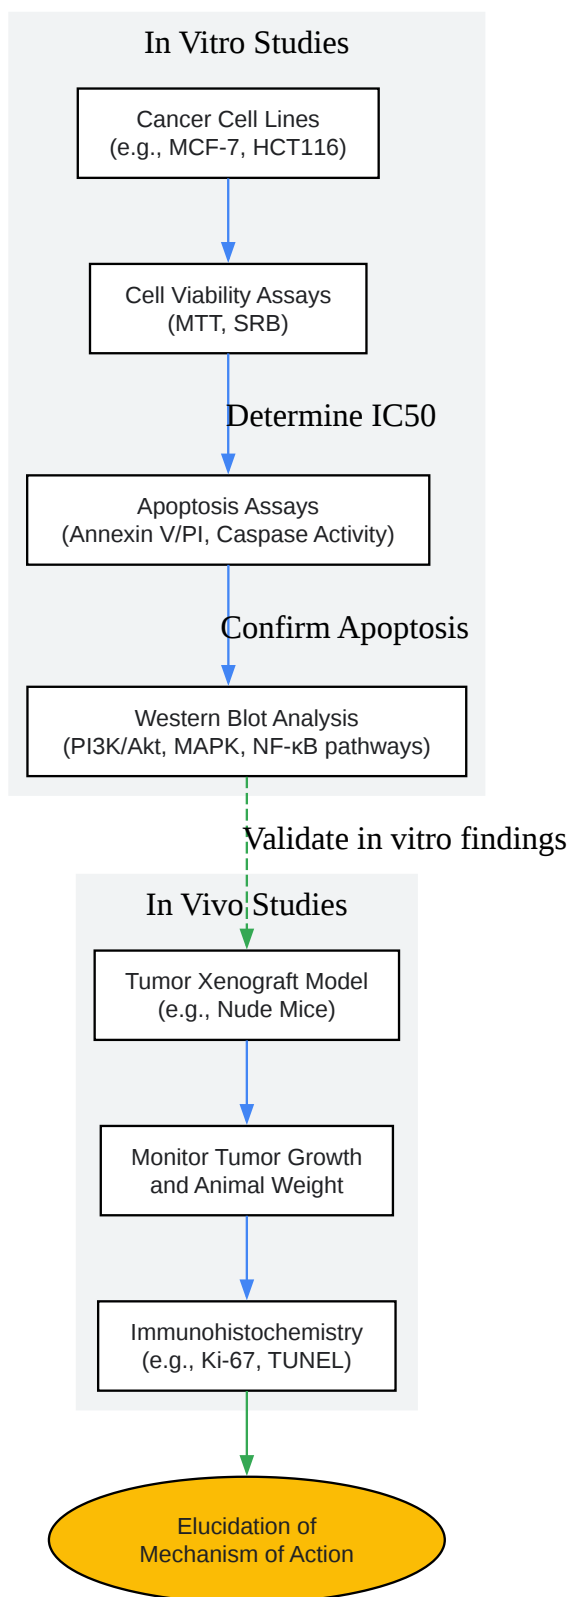 In Vitro Studies
Cancer Cell Lines
(e.g., MCF-7, HCT116)
Cell Viability Assays
(MTT, SRB)
Determine IC50
Apoptosis Assays
(Annexin V/PI, Caspase Activity)
Confirm Apoptosis
Western Blot Analysis
(PI3K/Akt, MAPK, NF-κB pathways)
Validate in vitro findings
In Vivo Studies
Tumor Xenograft Model
(e.g., Nude Mice)
Monitor Tumor Growth
and Animal Weight
Immunohistochemistry
(e.g., Ki-67, TUNEL)
Elucidation of
Mechanism of Action